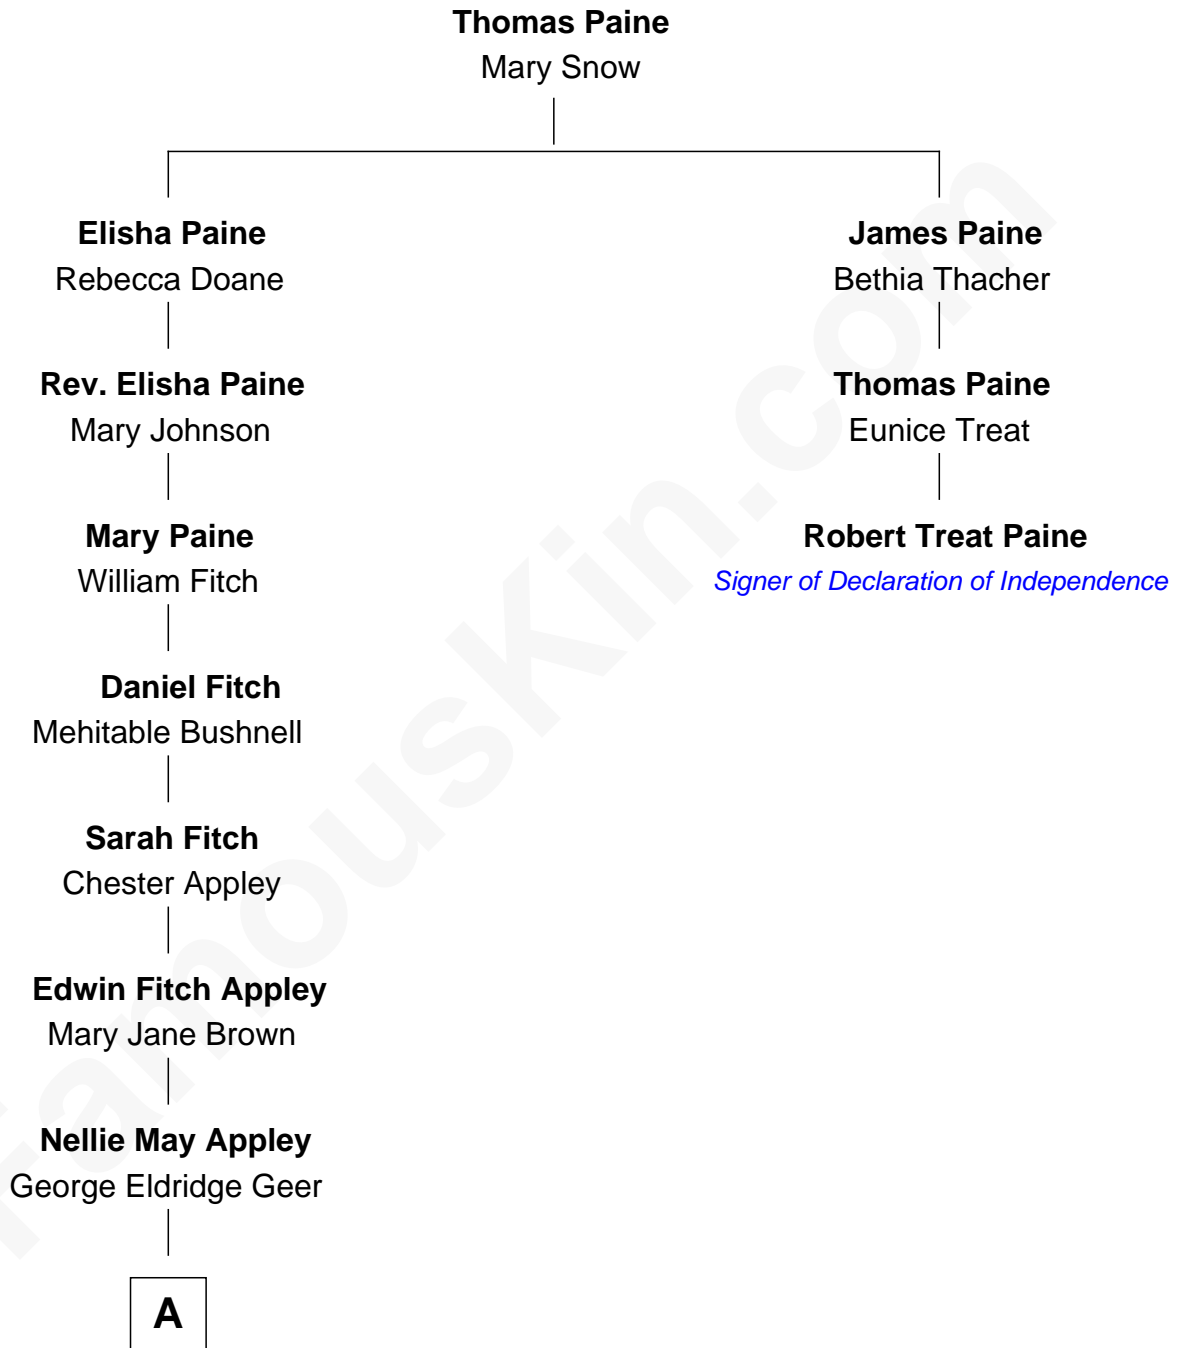 Thomas Paine
Mary Snow
Elisha Paine
Rebecca Doane
James Paine
Bethia Thacher
Rev. Elisha Paine
Mary Johnson
Thomas Paine
Eunice Treat
Mary Paine
William Fitch
Robert Treat Paine
Signer of Declaration of Independence
Daniel Fitch
Mehitable Bushnell
Sarah Fitch
Chester Appley
Edwin Fitch Appley
Mary Jane Brown
Nellie May Appley
George Eldridge Geer
A
FamousKin.com